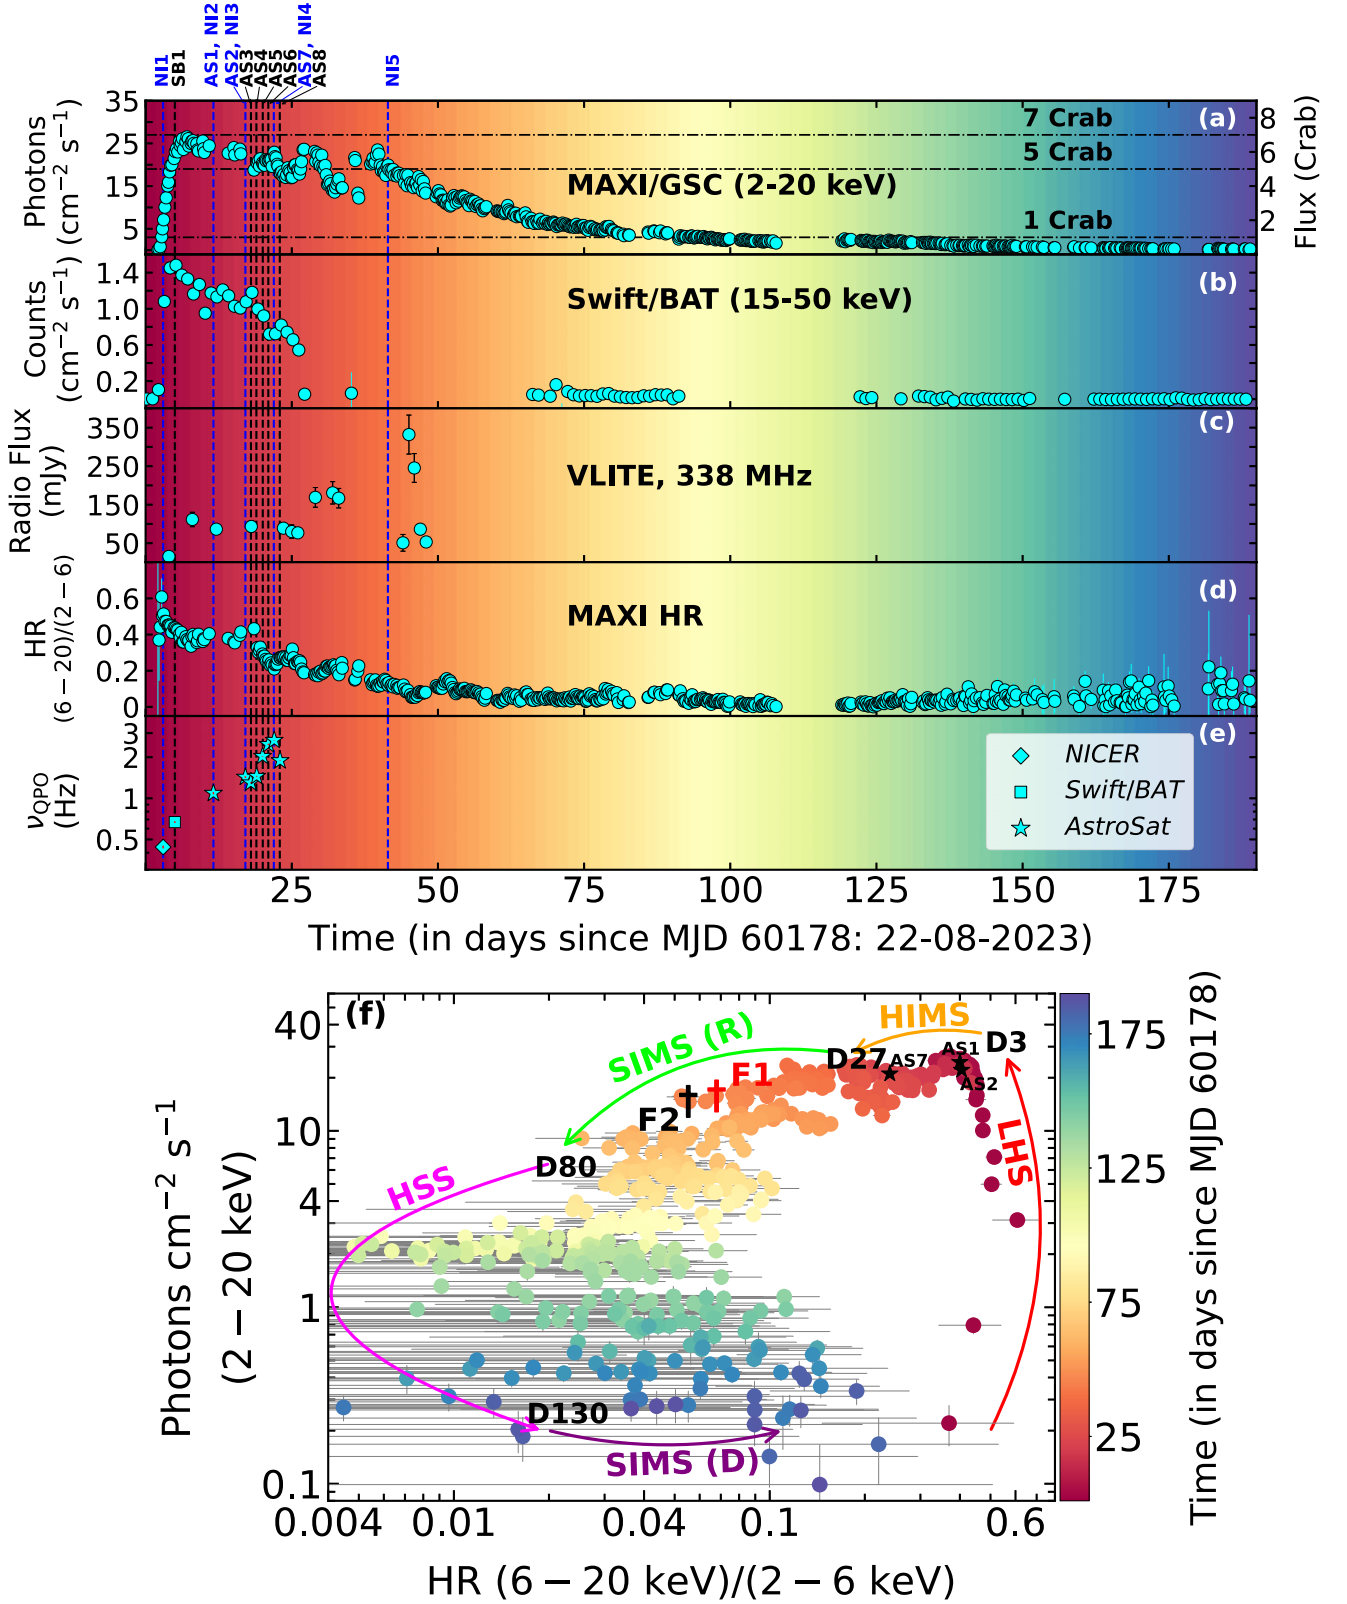 NI1
SB1
AS1, NI2
AS2, NI3
AS3
AS4
AS5
AS6
AS7, NI4
AS8
NI5
Photons
(cm−2 s−1)
35
25
15
5
7 Crab
5 Crab
1 Crab
(a)
MAXI/GSC (2-20 keV)
8
6
4
2
Flux (Crab)
Counts
(cm−2 s−1)
1.4
1.0
0.6
0.2
Swift/BAT (15-50 keV)
(b)
Radio Flux
(mJy)
350
250
150
50
VLITE, 338 MHz
(c)
HR
(6 − 20)/(2 − 6)
0.6
0.4
0.2
0
MAXI HR
(d)
νQPO
(Hz)
3
2
1
0.5
(e)
NICER
Swift/BAT
AstroSat
25 50 75 100 125 150 175
Time (in days since MJD 60178: 22-08-2023)
(f)
Photons cm−2 s−1
(2 − 20 keV)
40
10
4
1
0.1
SIMS (R)
HIMS
D27
AS7
AS1
D3
AS2
F1
F2
LHS
D80
HSS
D130
SIMS (D)
0.004 0.01 0.04 0.1 0.6
HR (6 − 20 keV)/(2 − 6 keV)
175
125
75
25
Time (in days since MJD 60178)